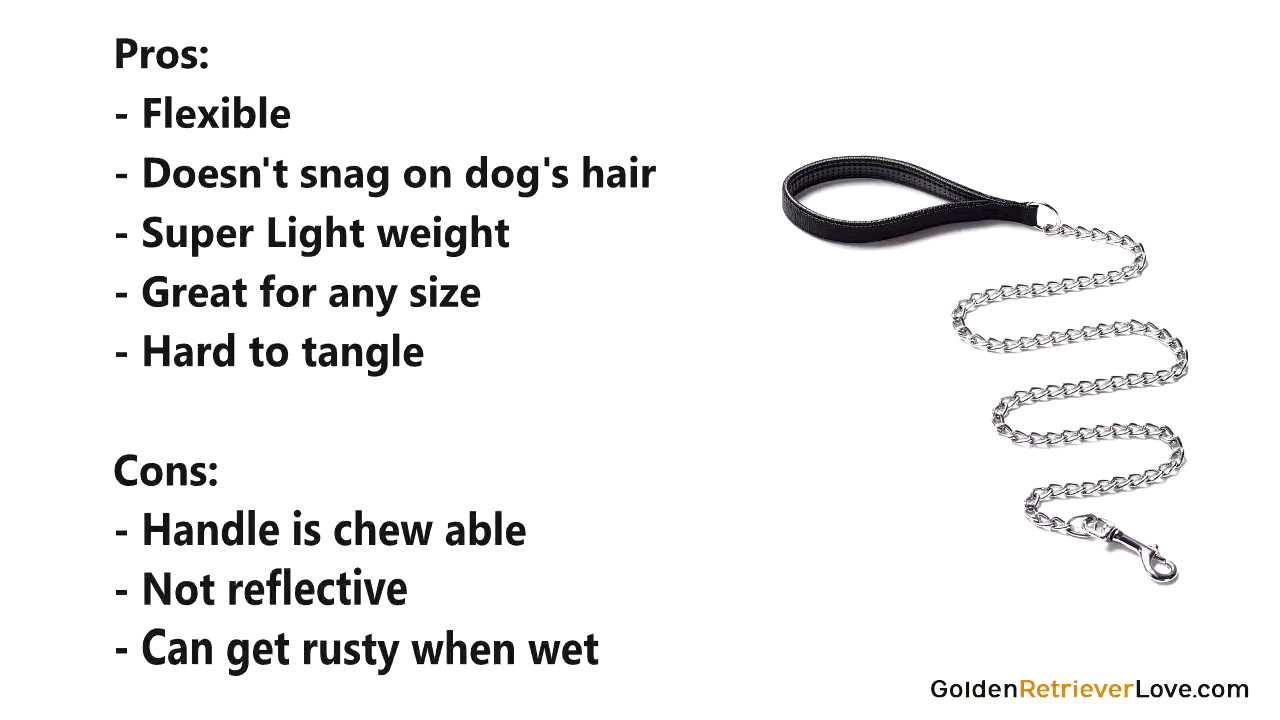 Pros:
- Flexible
- Doesn't snag on dog's hair
- Super Light weight
- Great for any size
- Hard to tangle
Cons:
- Handle is chew able
- Not reflective
- Can get rusty when wet
GoldenRetrieverLove.com